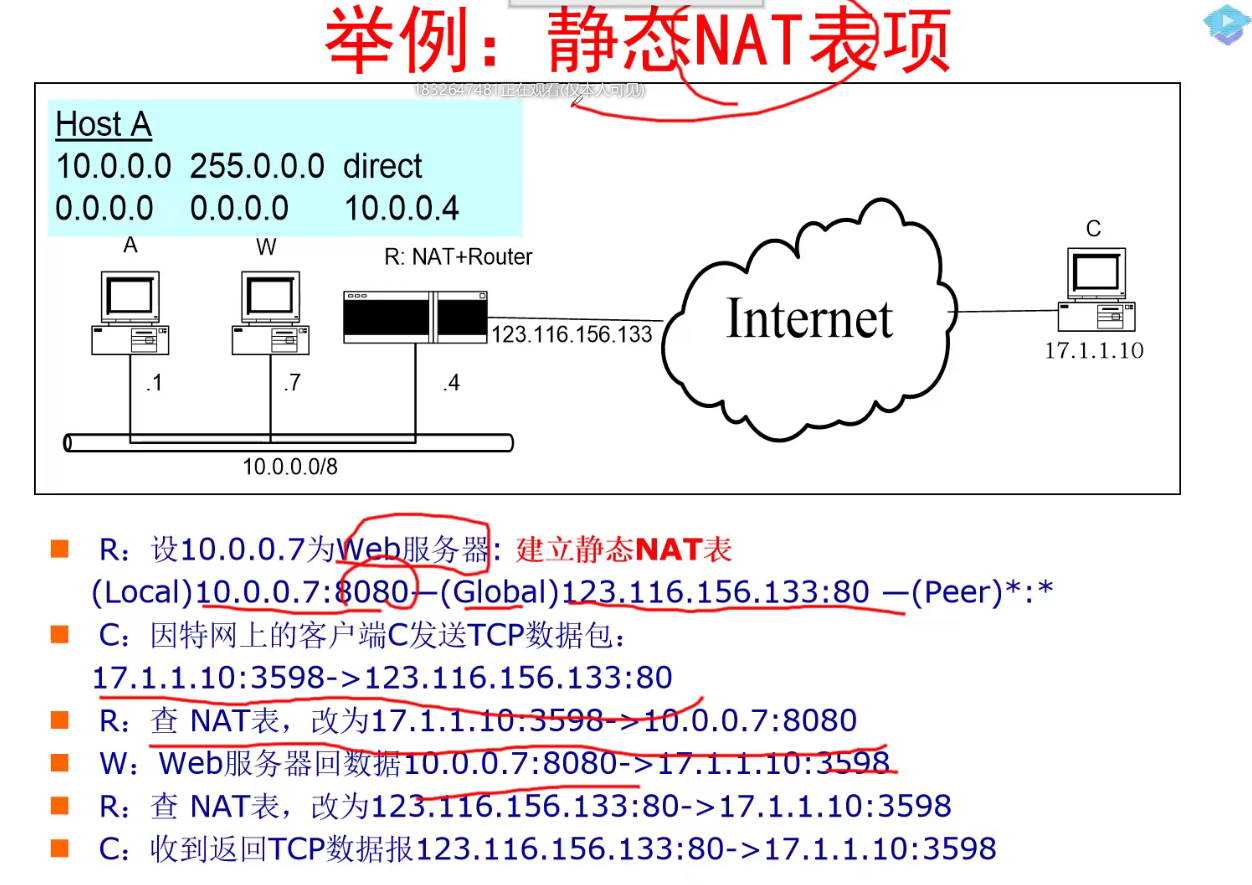 举例：静态NAT表项
1832647481正在观看(仅本人可见)
Host A
10.0.0.0 255.0.0.0 direct
0.0.0.0 0.0.0.0 10.0.0.4
A W
R: NAT+Router
C
Internet
123.116.156.133
17.1.1.10
.1 .7 .4
10.0.0.0/8
R：设10.0.0.7为Web服务器: 建立静态NAT表
(Local)10.0.0.7:8080—(Global)123.116.156.133:80 —(Peer)*:*
C：因特网上的客户端C发送TCP数据包：
17.1.1.10:3598->123.116.156.133:80
R：查 NAT表，改为17.1.1.10:3598->10.0.0.7:8080
W：Web服务器回数据10.0.0.7:8080->17.1.1.10:3598
R：查 NAT表，改为123.116.156.133:80->17.1.1.10:3598
C：收到返回TCP数据报123.116.156.133:80->17.1.1.10:3598